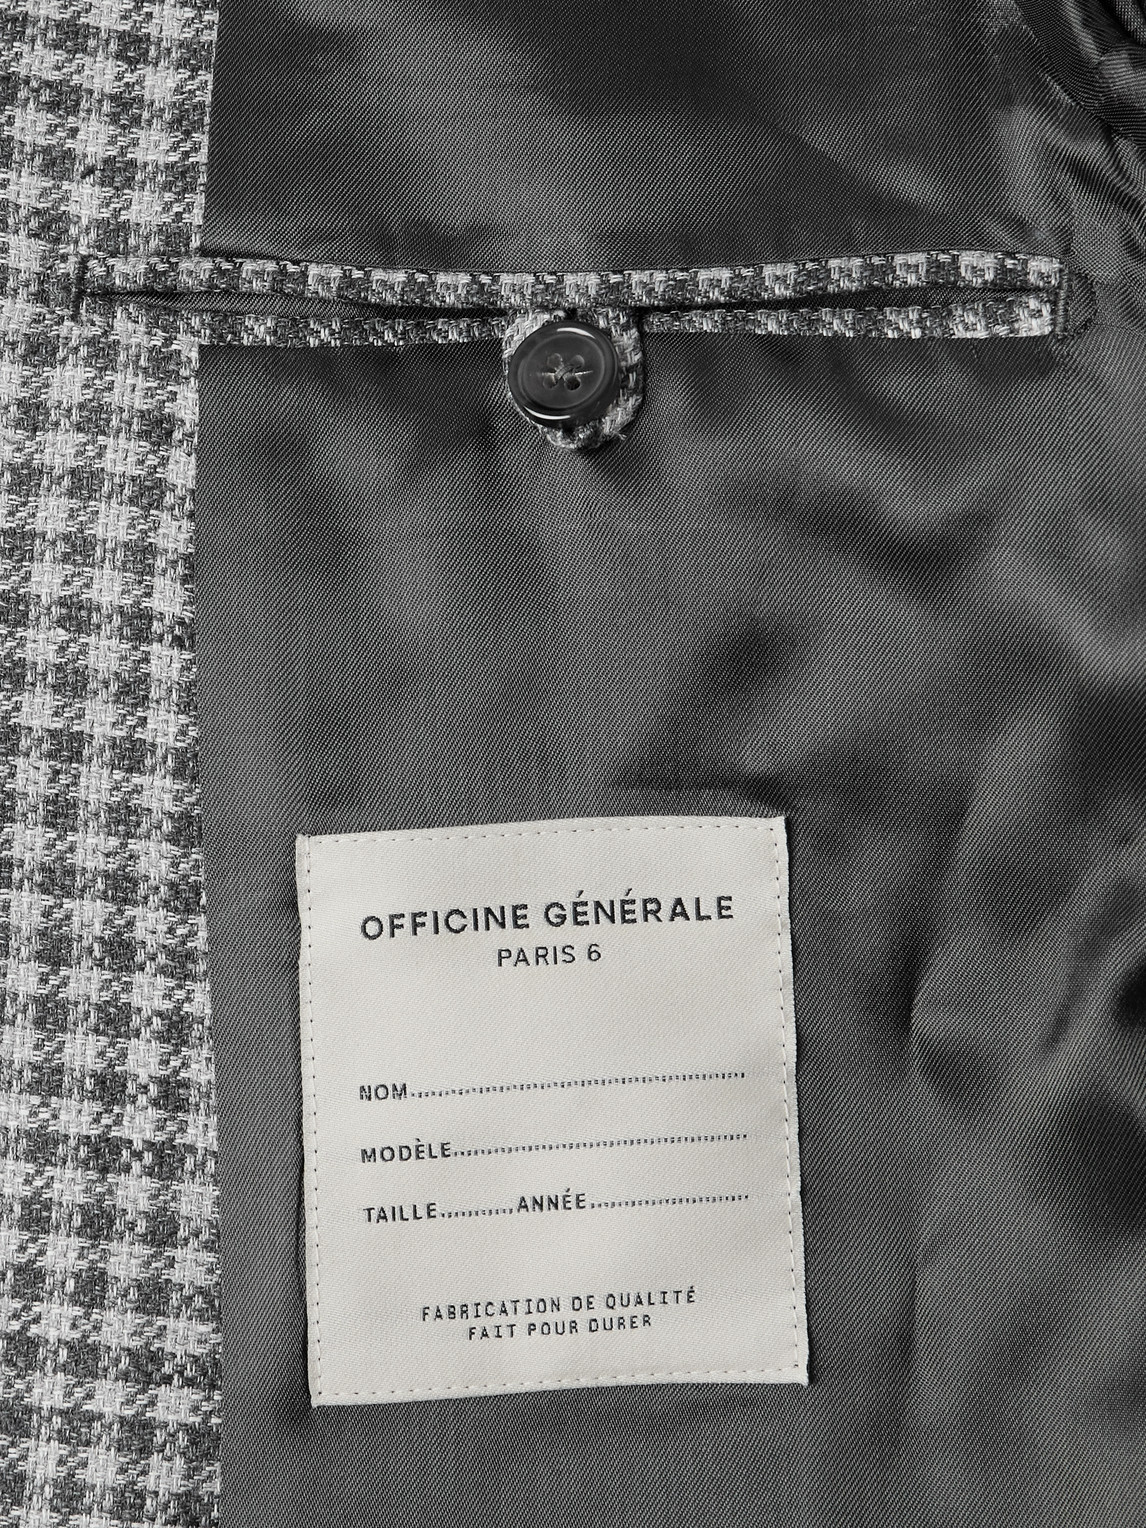 OFFICINE GÉNÉRALE
PARIS 6
NOM
MODÈLE
TAILLE ANNÉE
FABRICATION DE QUALITÉ
FAIT POUR DURER